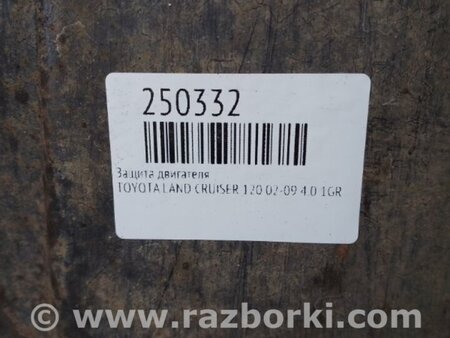 250332
Защита двигателя
TOYOTA LAND CRUISER 120 02-09 4.0 1GR
© www.razborki.com